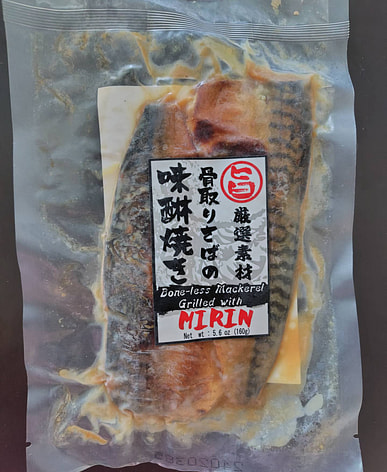 旨
厳選素材
骨取りさばの
味醂焼き
Bone-less Mackerel
Grilled with
MIRIN
Net wt : 5.6 oz (160g)